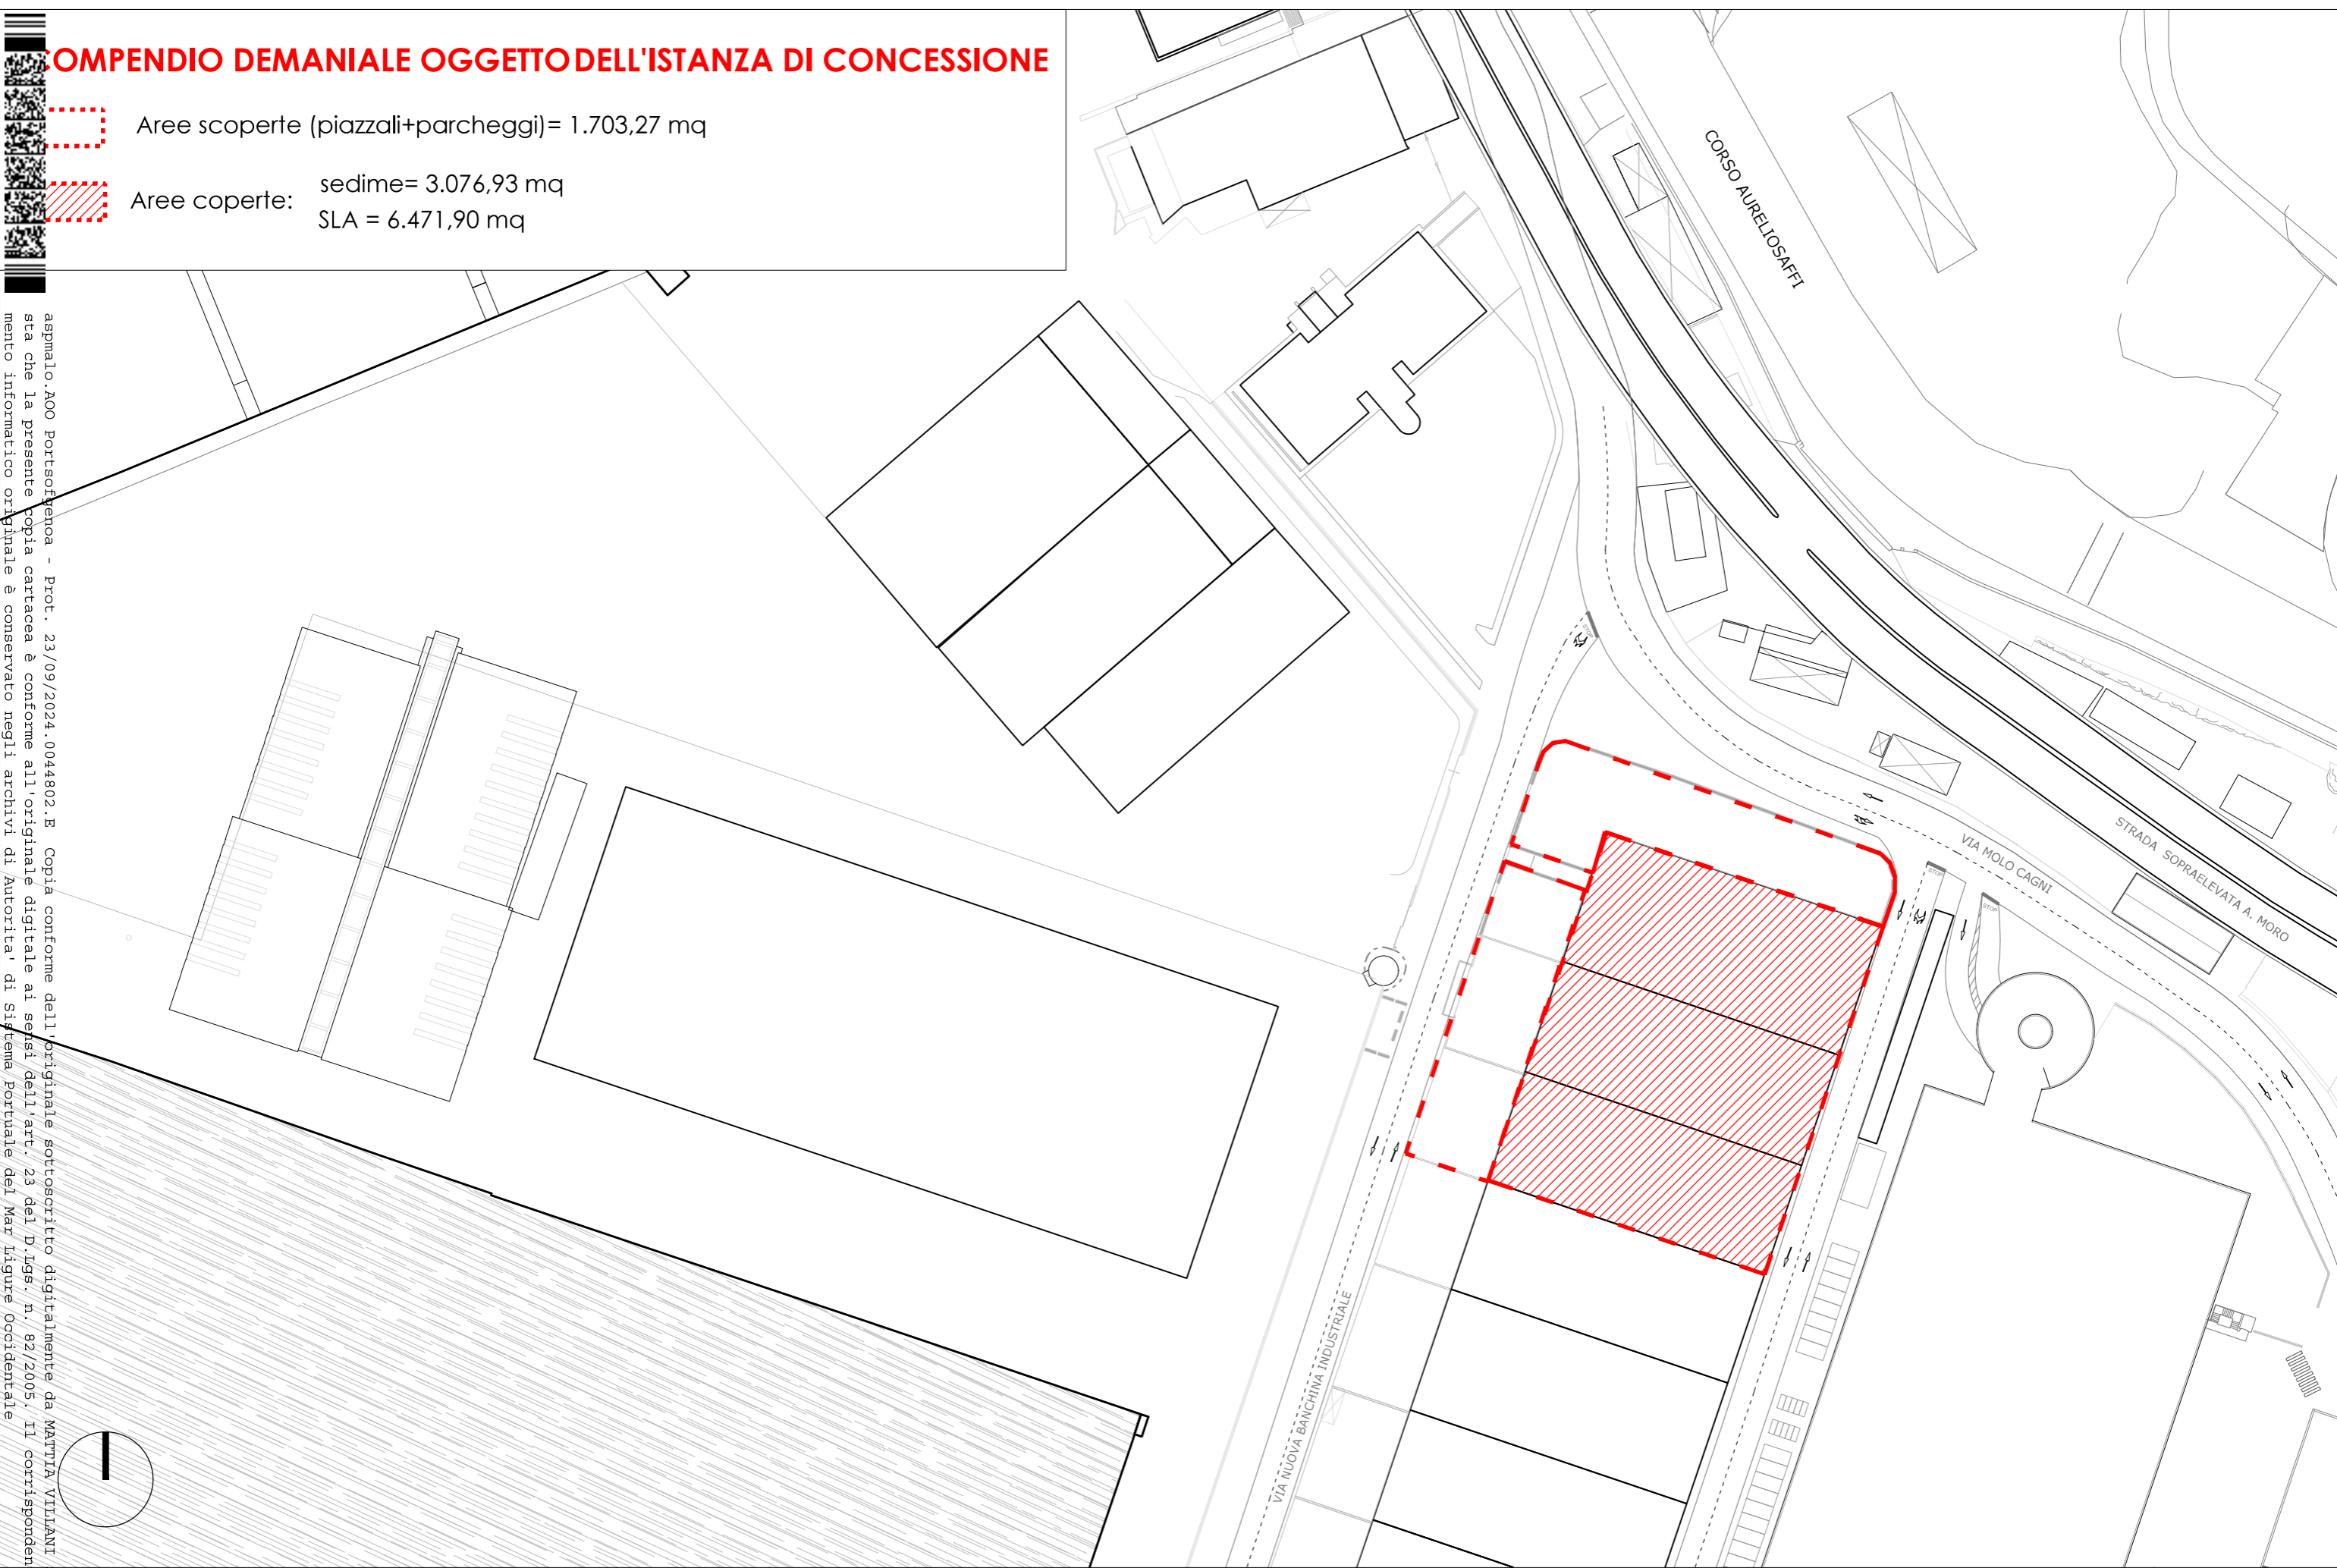 COMPENDIO DEMANIALE OGGETTO DELL'ISTANZA DI CONCESSIONE
Aree scoperte (piazzali+parcheggi)= 1.703,27 mq
Aree coperte:
sedime= 3.076,93 mq
SLA = 6.471,90 mq
aspmalo.AOO Portsofgenoa - Prot. 23/09/2024.0044802.E Copia conforme dell'originale sottoscritto digitalmente da MATTIA VILLANI
sta che la presente copia cartacea è conforme all'originale digitale ai sensi dell'art. 23 del D.Lgs. n. 82/2005. Il corrisponden
mento informatico originale è conservato negli archivi di Autorita' di Sistema Portuale del Mar Ligure Occidentale
CORSO AURELIOSAFFI
STOP
VIA MOLO CAGNI
STRADA SOPRAELEVATA A. MORO
STOP
STOP
VIA NUOVA BANCHINA INDUSTRIALE